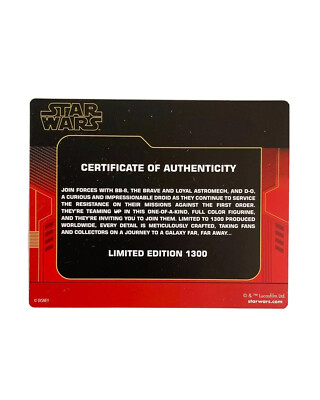 STAR
WARS
CERTIFICATE OF AUTHENTICITY
JOIN FORCES WITH BB-8, THE BRAVE AND LOYAL ASTROMECH, AND D-O,
A CURIOUS AND IMPRESSIONABLE DROID AS THEY CONTINUE TO SERVICE
THE RESISTANCE ON THEIR MISSIONS AGAINST THE FIRST ORDER.
THEY'RE TEAMING UP IN THIS ONE-OF-A-KIND, FULL COLOR FIGURINE,
AND THEY'RE INVITING YOU TO JOIN THEM. LIMITED TO 1300 PRODUCED
WORLDWIDE, EVERY DETAIL IS METICULOUSLY CRAFTED, TAKING FANS
AND COLLECTORS ON A JOURNEY TO A GALAXY FAR, FAR AWAY...
LIMITED EDITION 1300
© DISNEY
© & ™ Lucasfilm Ltd
starwars.com